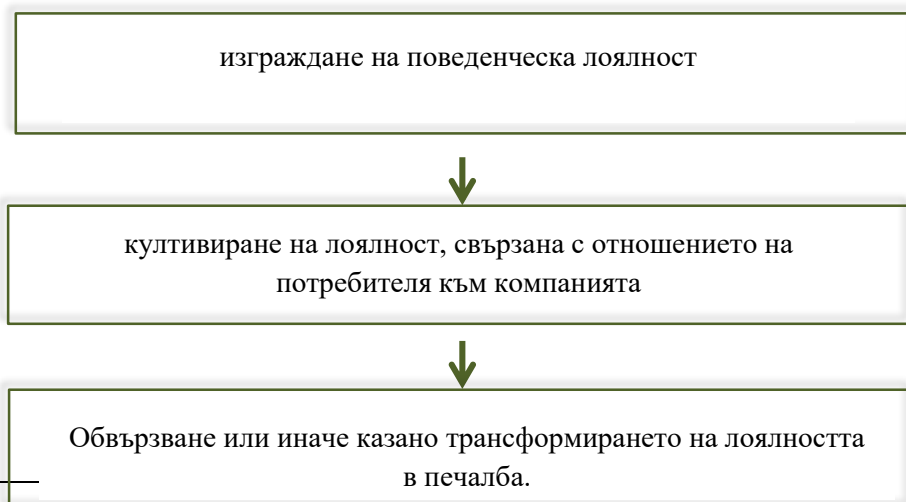 изграждане на поведенческа лоялност
култивиране на лоялност, свързана с отношението на
потребителя към компанията
Обвързване или иначе казано трансформирането на лоялността
в печалба.